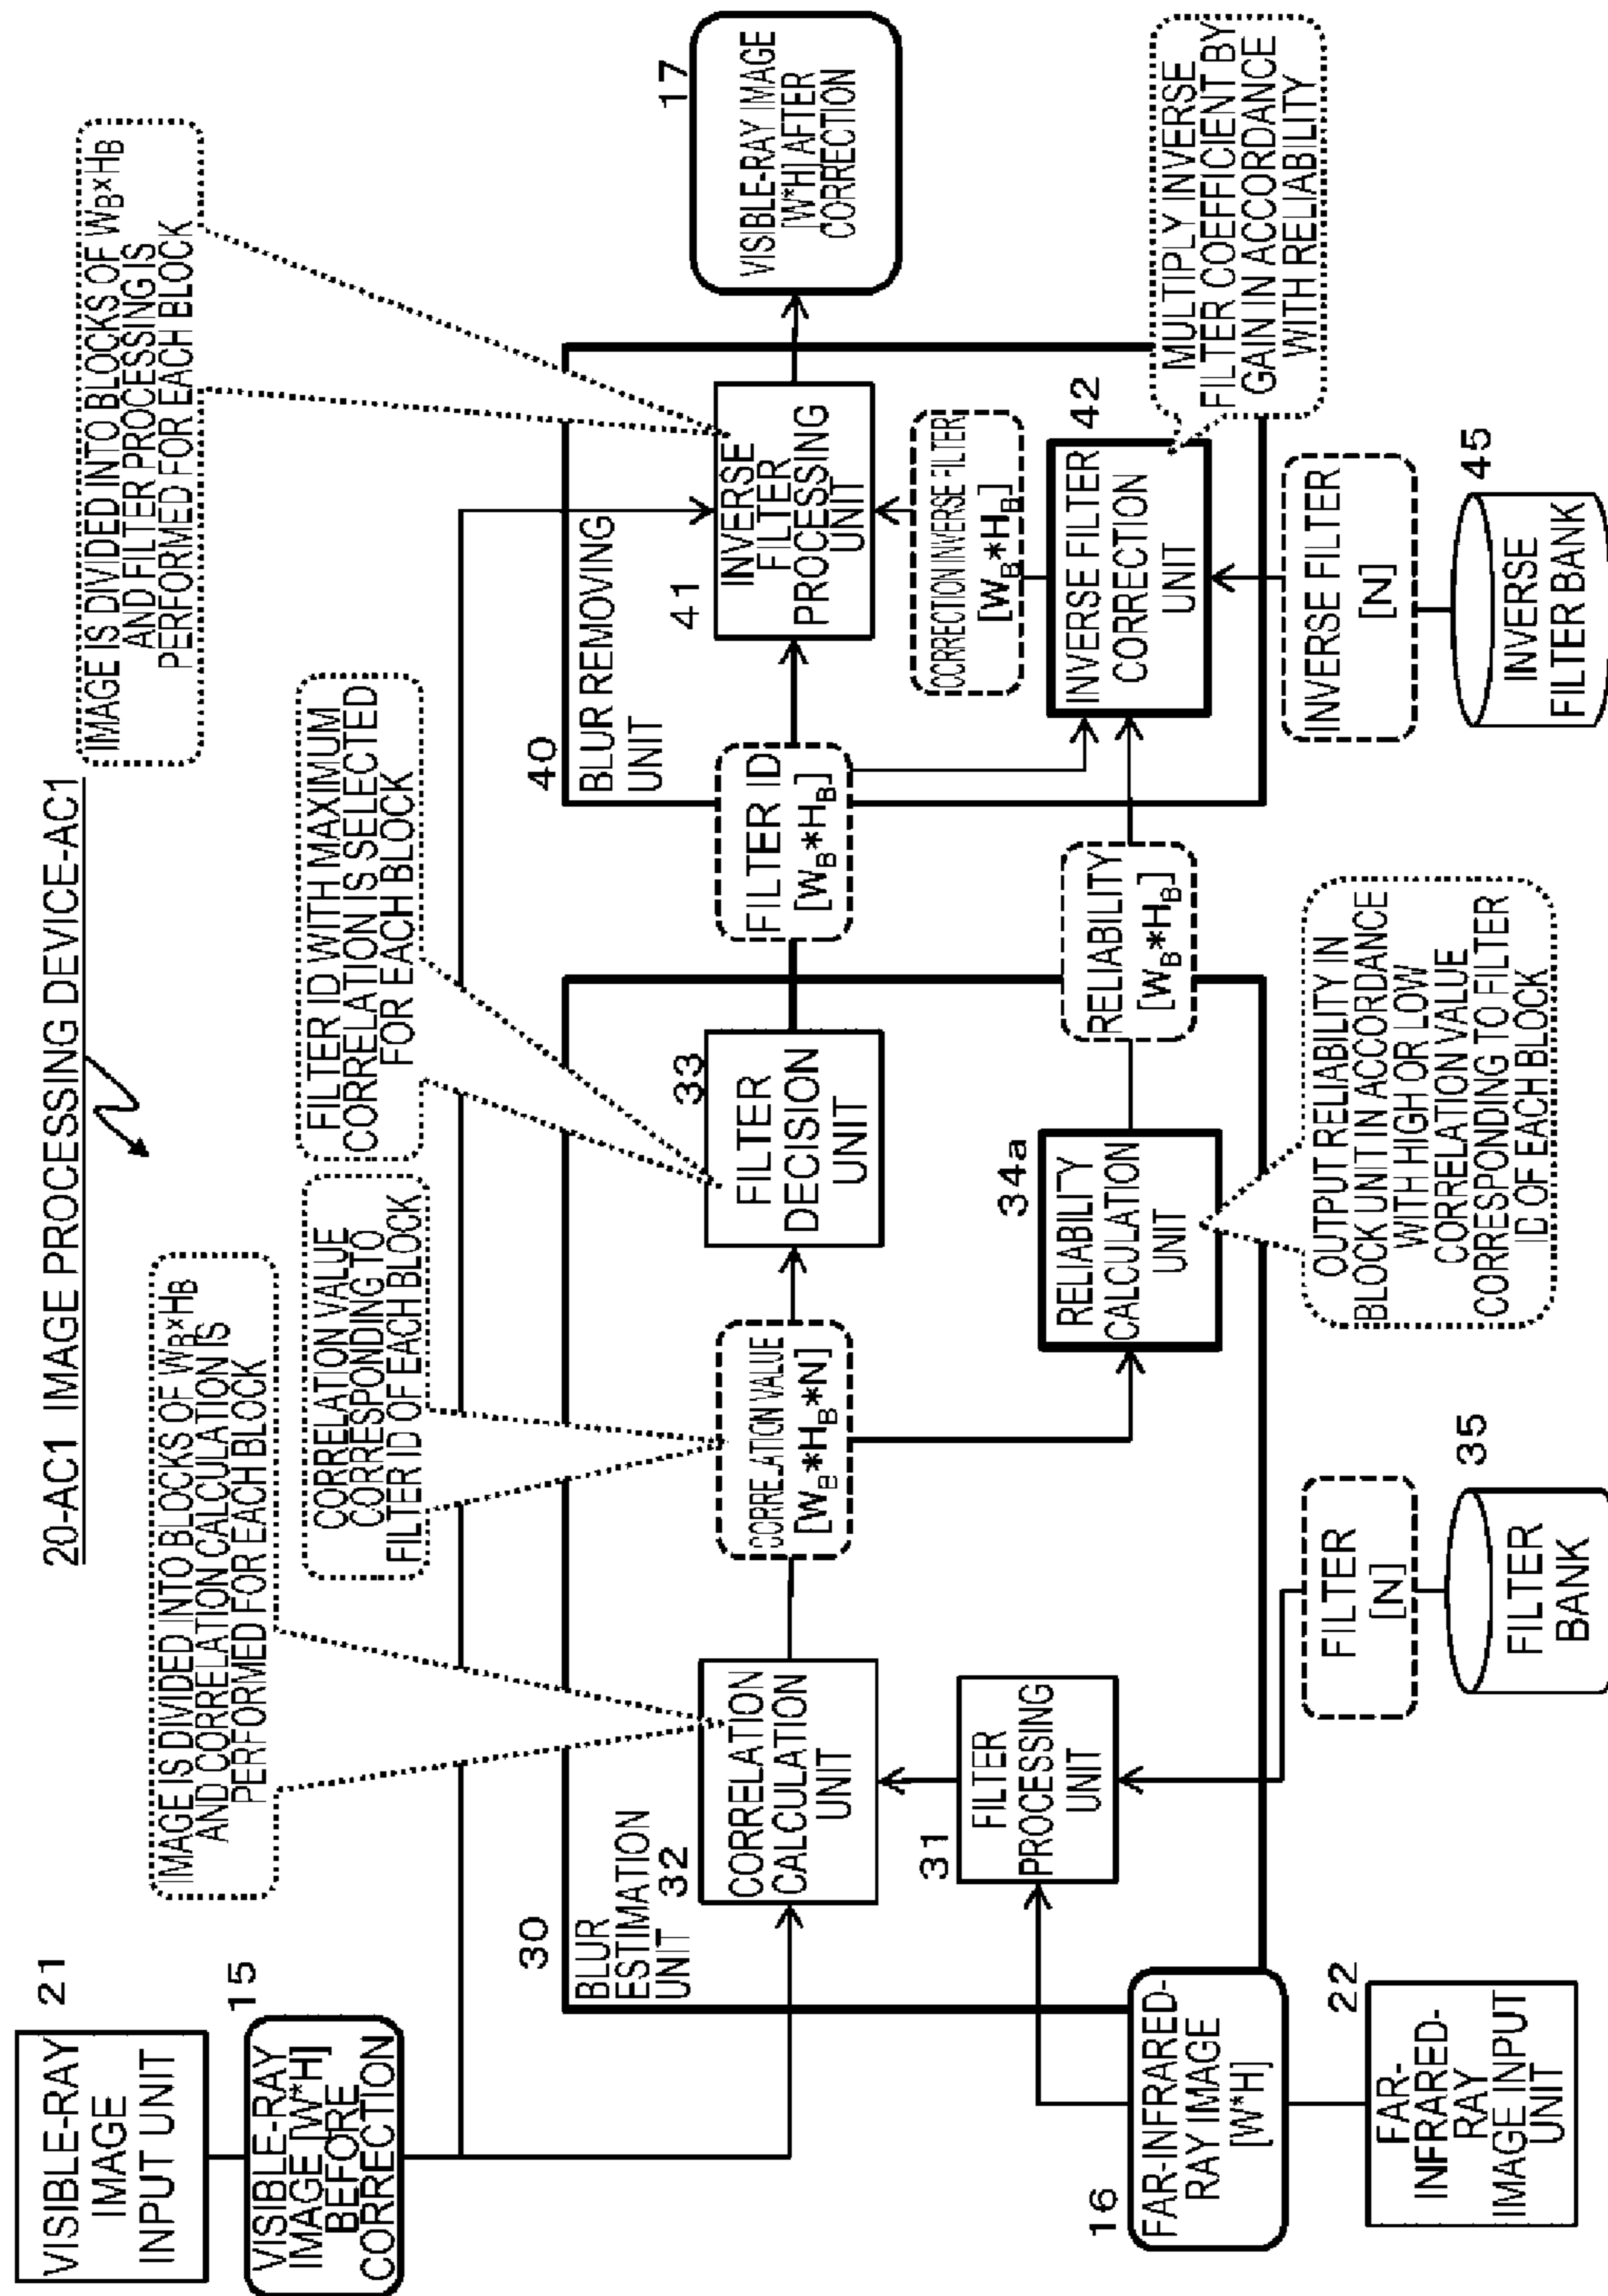 20-AC1 IMAGE PROCESSING DEVICE-AC1
VISIBLE-RAY
IMAGE
INPUT UNIT
21
VISIBLE-RAY
IMAGE [W*H]
BEFORE
CORRECTION
15
IMAGE IS DIVIDED INTO BLOCKS OF WB×HB
AND CORRELATION CALCULATION IS
PERFORMED FOR EACH BLOCK
CORRELATION VALUE
CORRESPONDING TO
FILTER ID OF EACH BLOCK
FILTER ID WITH MAXIMUM
CORRELATION IS SELECTED
FOR EACH BLOCK
IMAGE IS DIVIDED INTO BLOCKS OF WB×HB
AND FILTER PROCESSING IS
PERFORMED FOR EACH BLOCK
30
BLUR
ESTIMATION
UNIT
32
CORRELATION
CALCULATION
UNIT
CORRELATION VALUE
[WB*HB*N]
33
FILTER
DECISION
UNIT
FILTER ID
[WB*HB]
40
BLUR REMOVING
UNIT
41
INVERSE
FILTER
PROCESSING
UNIT
17
VISIBLE-RAY IMAGE
[W*H] AFTER
CORRECTION
31
FILTER
PROCESSING
UNIT
34a
RELIABILITY
CALCULATION
UNIT
RELIABILITY
[WB*HB]
CORRECTION INVERSE FILTER
[WB*HB]
42
INVERSE FILTER
CORRECTION
UNIT
MULTIPLY INVERSE
FILTER COEFFICIENT BY
GAIN IN ACCORDANCE
WITH RELIABILITY
16
FAR-INFRARED-
RAY IMAGE
[W*H]
22
FAR-
INFRARED-
RAY
IMAGE INPUT
UNIT
FILTER
[N]
35
FILTER
BANK
OUTPUT RELIABILITY IN
BLOCK UNIT IN ACCORDANCE
WITH HIGH OR LOW
CORRELATION VALUE
CORRESPONDING TO FILTER
ID OF EACH BLOCK
INVERSE FILTER
[N]
45
INVERSE
FILTER BANK